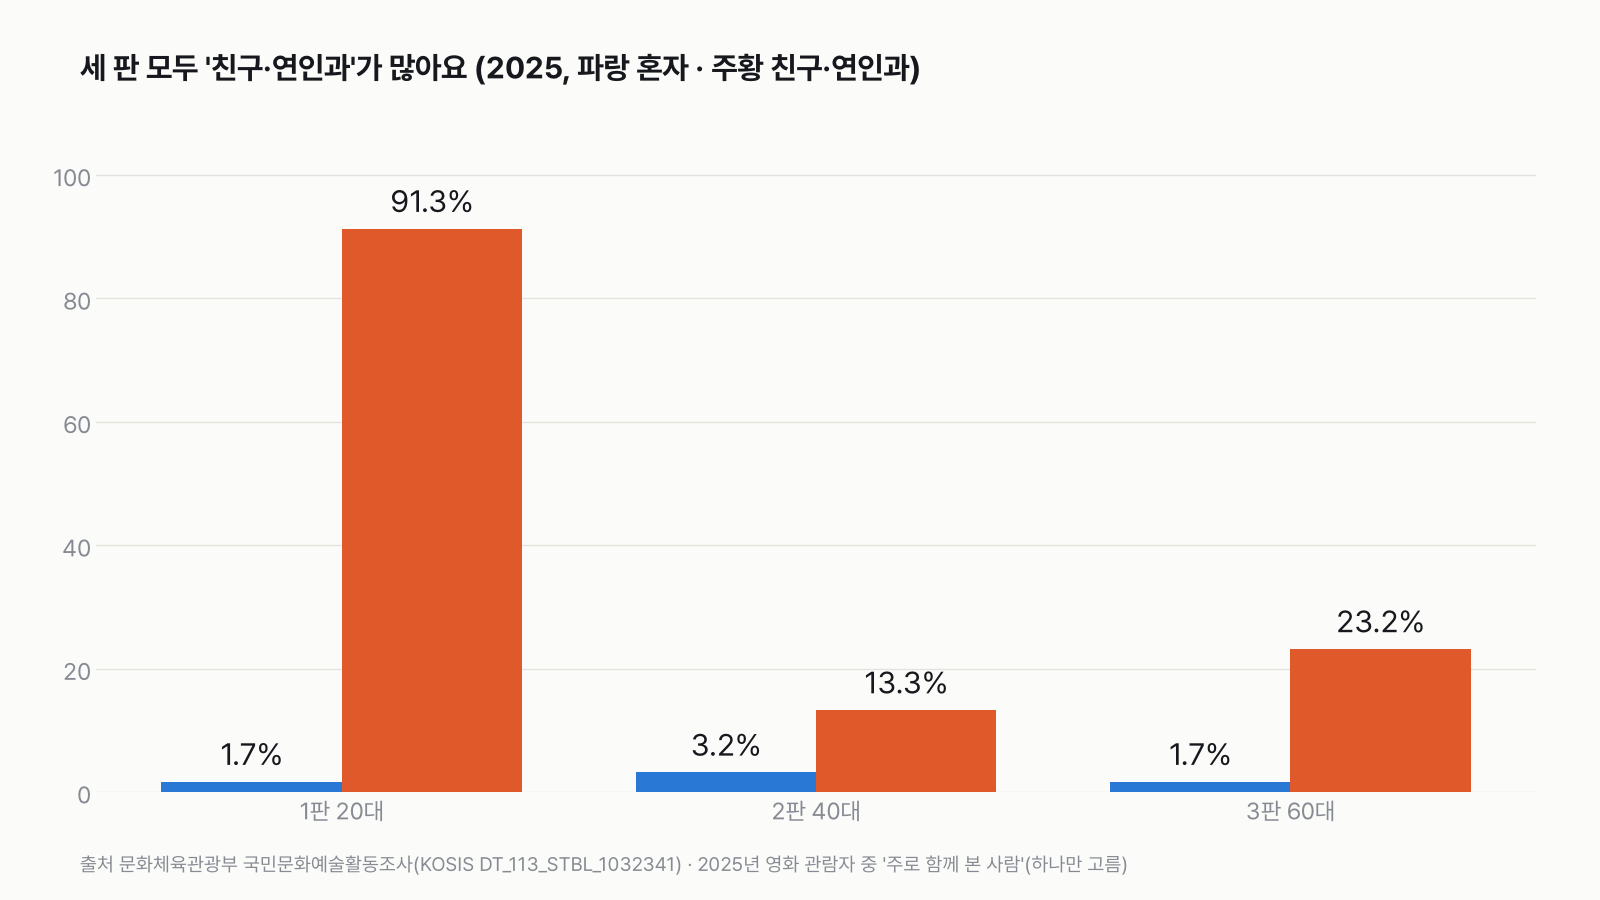 세 판 모두 '친구·연인과'가 많아요 (2025, 파랑 혼자 · 주황 친구·연인과)
100
80
60
40
20
0
91.3%
1.7%
13.3%
3.2%
23.2%
1.7%
1판 20대
2판 40대
3판 60대
출처 문화체육관광부 국민문화예술활동조사(KOSIS DT_113_STBL_1032341) · 2025년 영화 관람자 중 '주로 함께 본 사람'(하나만 고름)